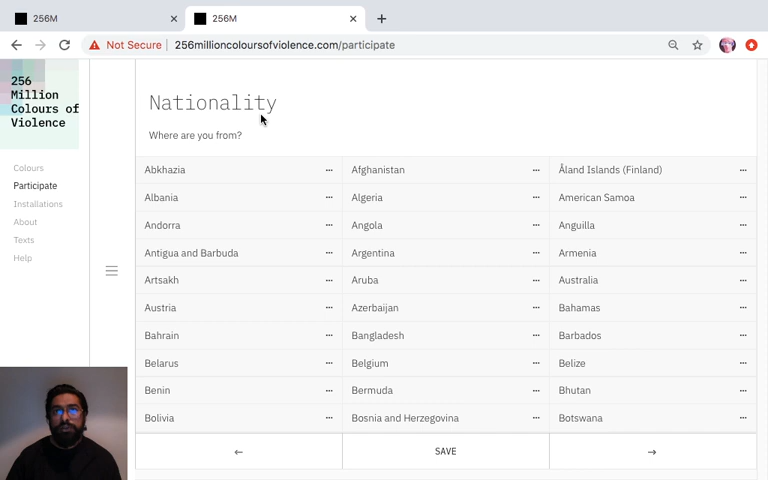 256M
256M
Not Secure 256millioncoloursofviolence.com/participate
256
Million
Colours of
Violence
Colours
Participate
Installations
About
Texts
Help
Nationality
Where are you from?
Abkhazia Afghanistan Åland Islands (Finland)
Albania Algeria American Samoa
Andorra Angola Anguilla
Antigua and Barbuda Argentina Armenia
Artsakh Aruba Australia
Austria Azerbaijan Bahamas
Bahrain Bangladesh Barbados
Belarus Belgium Belize
Benin Bermuda Bhutan
Bolivia Bosnia and Herzegovina Botswana
SAVE